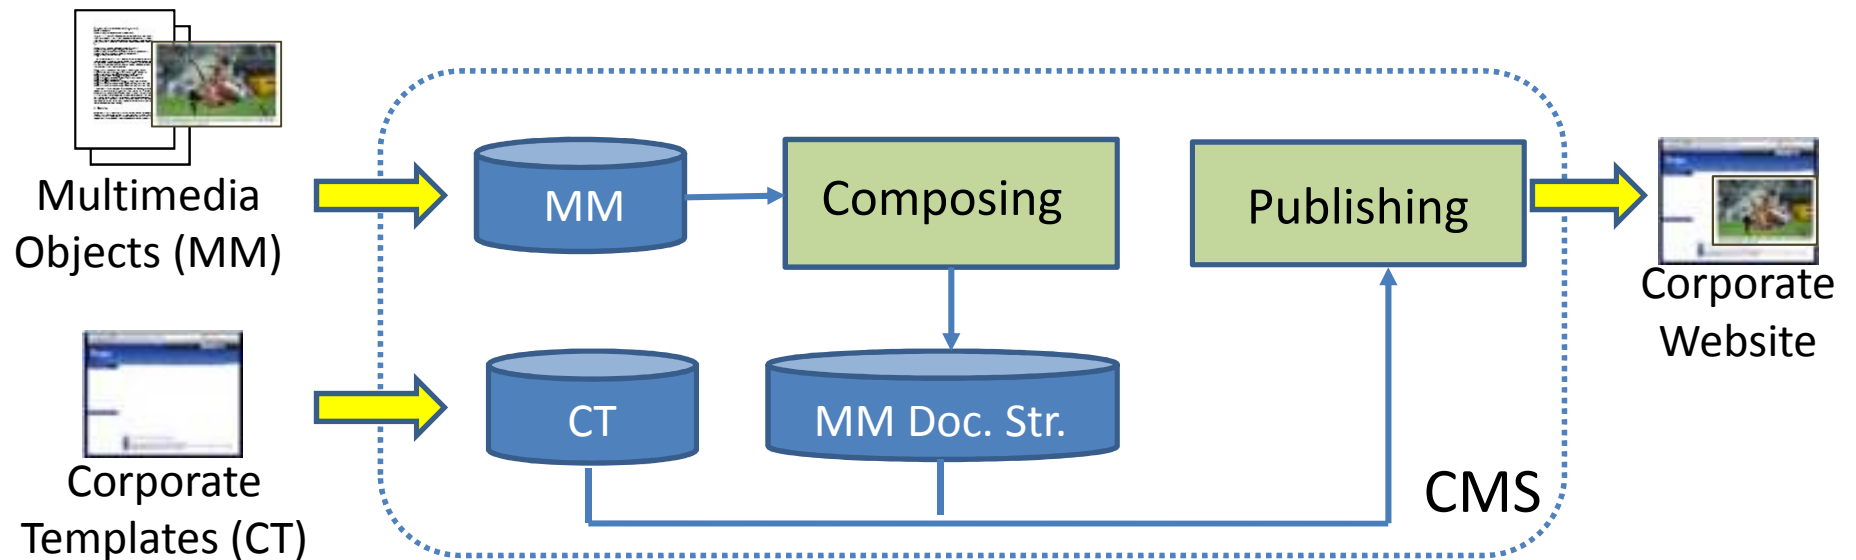 Multimedia
Objects (MM)
MM
Composing
Publishing
Corporate
Website
CT
MM Doc. Str.
CMS
Corporate
Templates (CT)